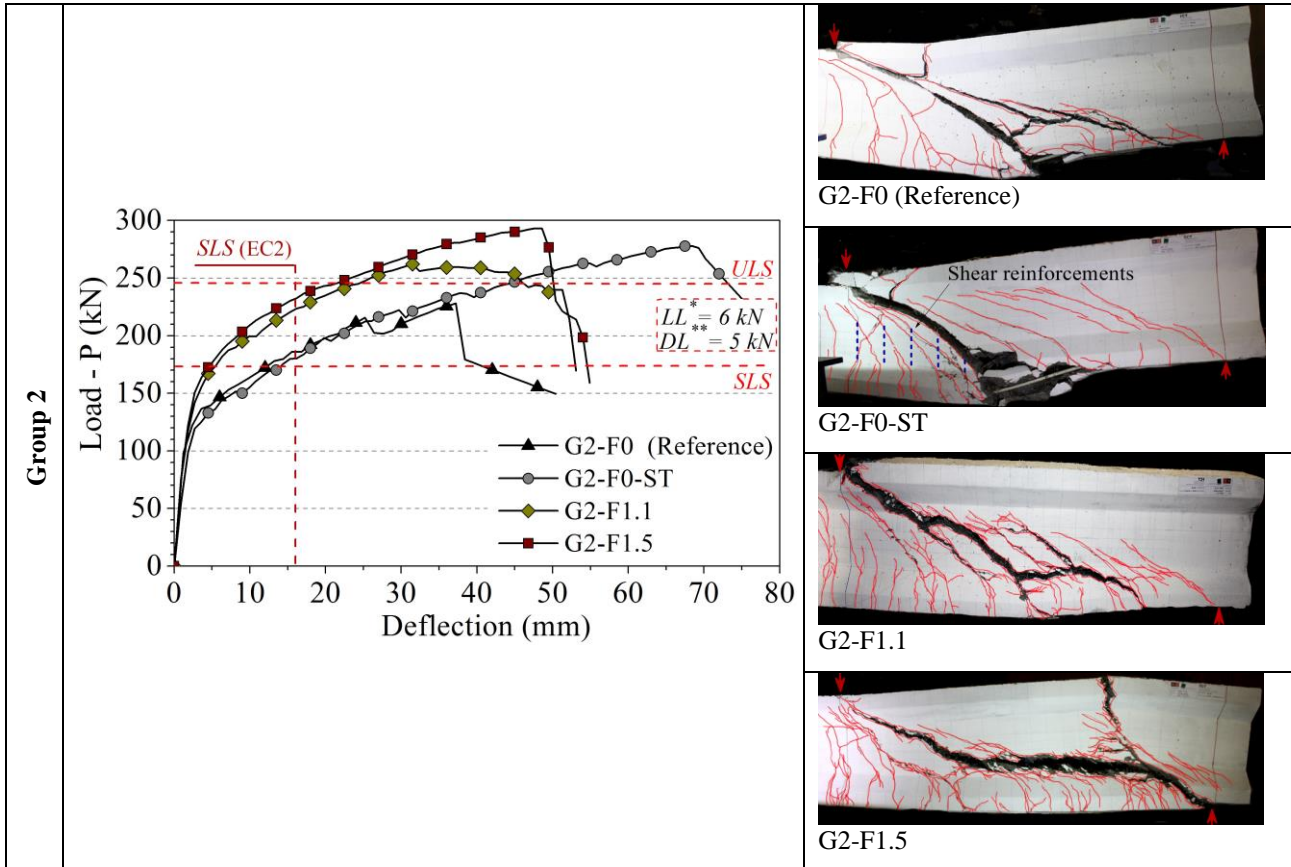 Group 2
Load - P (kN)
300
250
200
150
100
50
0
SLS (EC2)
ULS
LL* = 6 kN
DL** = 5 kN
SLS
G2-F0 (Reference)
G2-F0-ST
G2-F1.1
G2-F1.5
0 10 20 30 40 50 60 70 80
Deflection (mm)
G2-F0 (Reference)
Shear reinforcements
G2-F0-ST
G2-F1.1
G2-F1.5